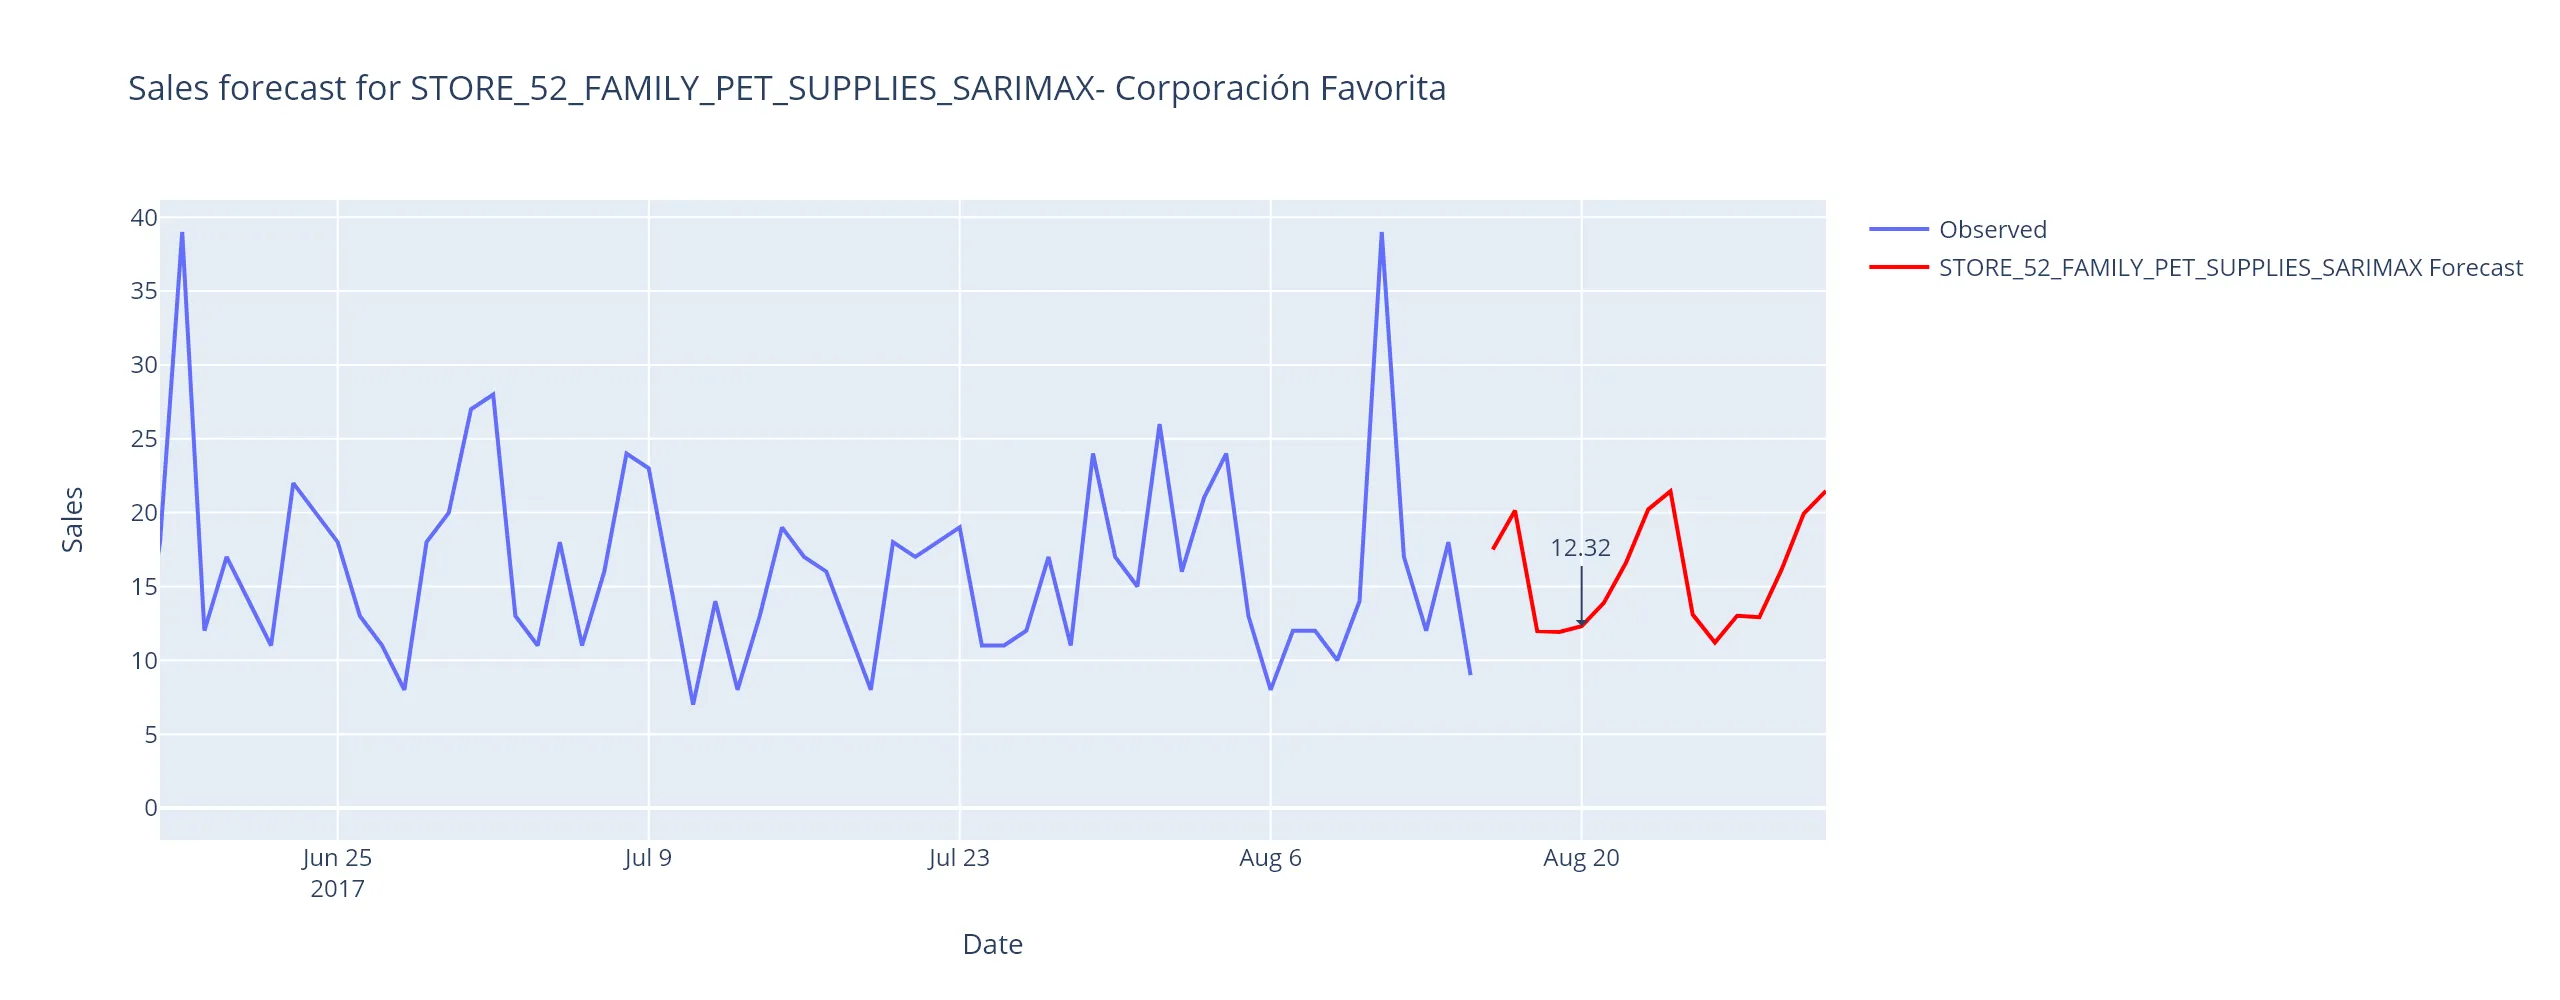 Sales forecast for STORE_52_FAMILY_PET_SUPPLIES_SARIMAX- Corporación Favorita
Observed
STORE_52_FAMILY_PET_SUPPLIES_SARIMAX Forecast
40
35
30
25
20
15
10
5
0
Sales
12.32
Jun 25
2017
Jul 9
Jul 23
Aug 6
Aug 20
Date